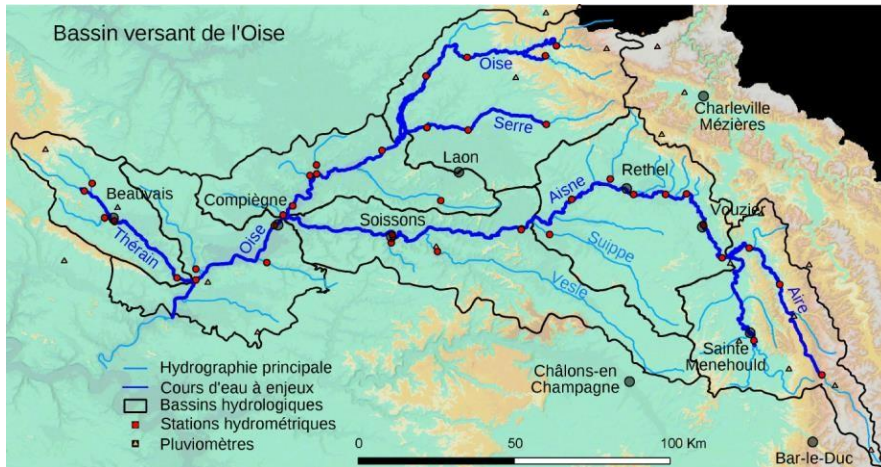 Bassin versant de l'Oise
Oise
Charleville
Mézières
Serre
Laon
Rethel
Aisne
Beauvais
Compiègne
Vouzier
Soissons
Oise
Thérain
Suippe
Vesle
Aire
Sainte
Menehould
Châlons-en
Champagne
Bar-le-Duc
Hydrographie principale
Cours d'eau à enjeux
Bassins hydrologiques
Stations hydrométriques
Pluviomètres
0 50 100 Km